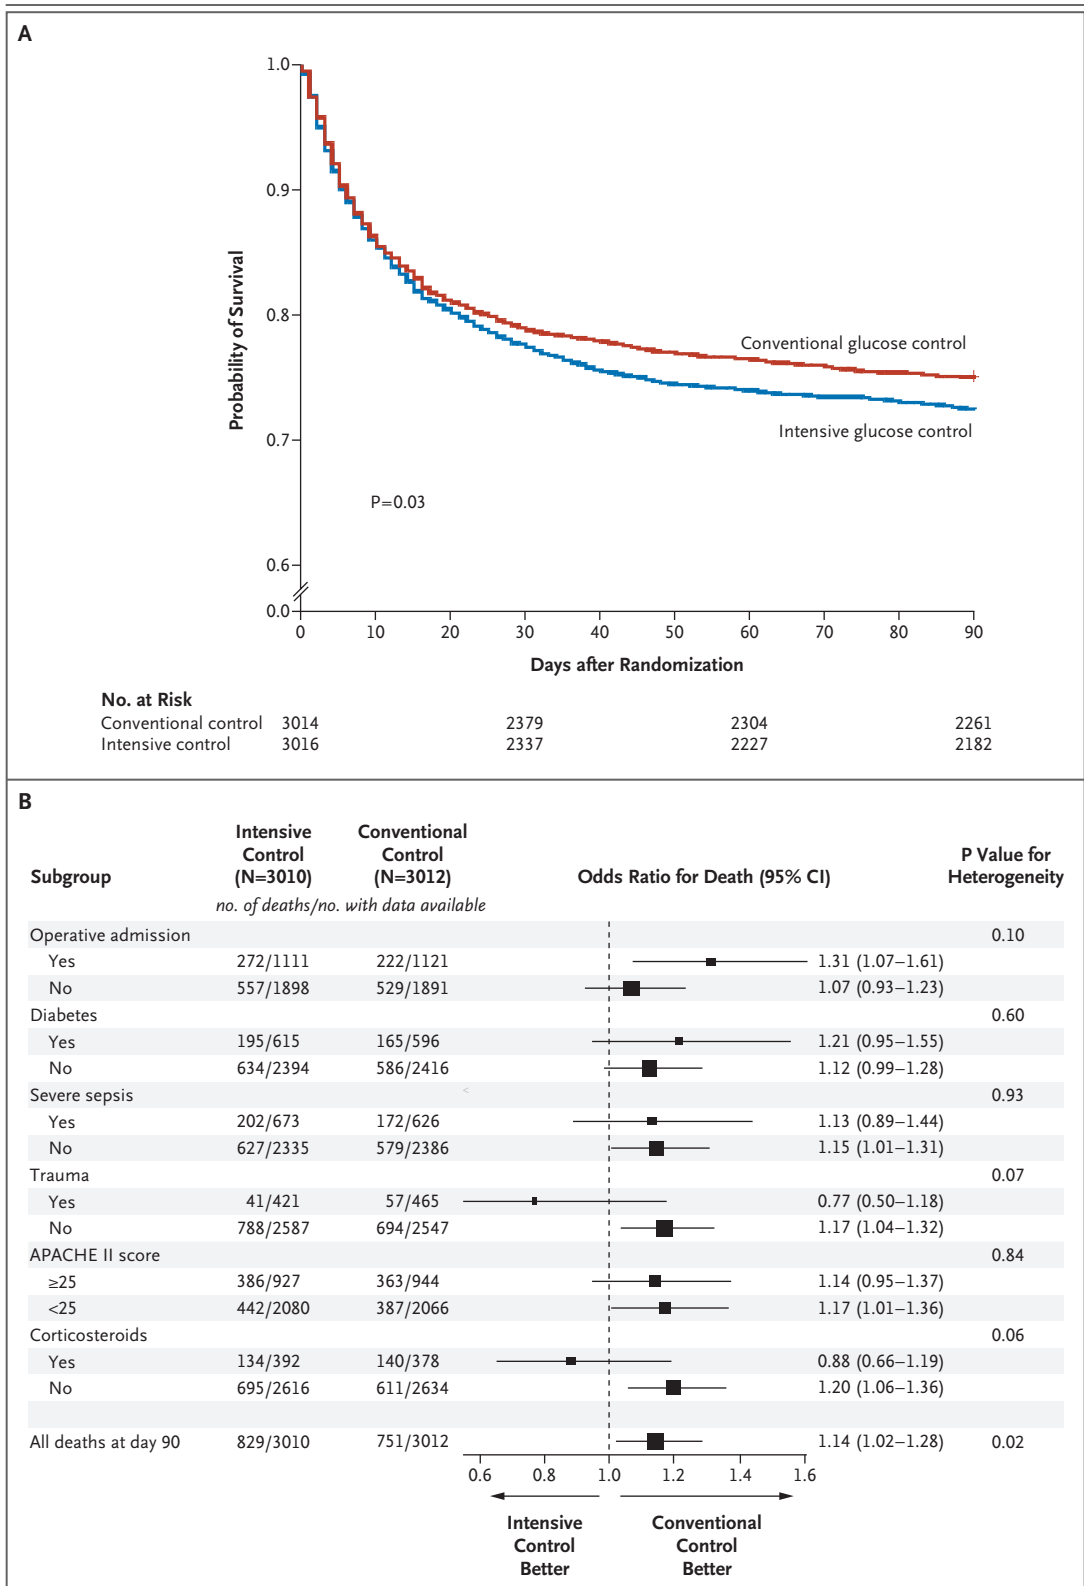 A
1.0
0.9
0.8
0.7
0.6
0.0
Probability of Survival
Conventional glucose control
Intensive glucose control
P=0.03
0 10 20 30 40 50 60 70 80 90
Days after Randomization
No. at Risk
Conventional control 3014 2379 2304 2261
Intensive control 3016 2337 2227 2182
B
Subgroup
Intensive
Control
(N=3010)
Conventional
Control
(N=3012)
Odds Ratio for Death (95% CI)
P Value for
Heterogeneity
no. of deaths/no. with data available
Operative admission 0.10
Yes 272/1111 222/1121 1.31 (1.07–1.61)
No 557/1898 529/1891 1.07 (0.93–1.23)
Diabetes 0.60
Yes 195/615 165/596 1.21 (0.95–1.55)
No 634/2394 586/2416 1.12 (0.99–1.28)
Severe sepsis < 0.93
Yes 202/673 172/626 1.13 (0.89–1.44)
No 627/2335 579/2386 1.15 (1.01–1.31)
Trauma 0.07
Yes 41/421 57/465 0.77 (0.50–1.18)
No 788/2587 694/2547 1.17 (1.04–1.32)
APACHE II score 0.84
≥25 386/927 363/944 1.14 (0.95–1.37)
<25 442/2080 387/2066 1.17 (1.01–1.36)
Corticosteroids 0.06
Yes 134/392 140/378 0.88 (0.66–1.19)
No 695/2616 611/2634 1.20 (1.06–1.36)
All deaths at day 90 829/3010 751/3012 1.14 (1.02–1.28) 0.02
0.6 0.8 1.0 1.2 1.4 1.6
Intensive
Control
Better
Conventional
Control
Better